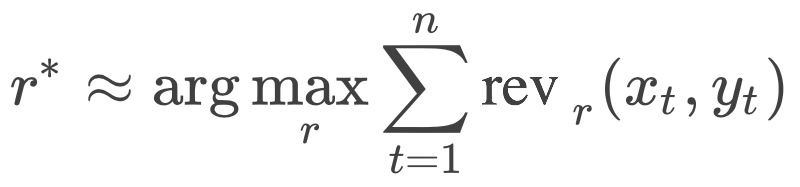 r* ≈ arg max_r ∑_{t=1}^{n} rev_r(x_t, y_t)